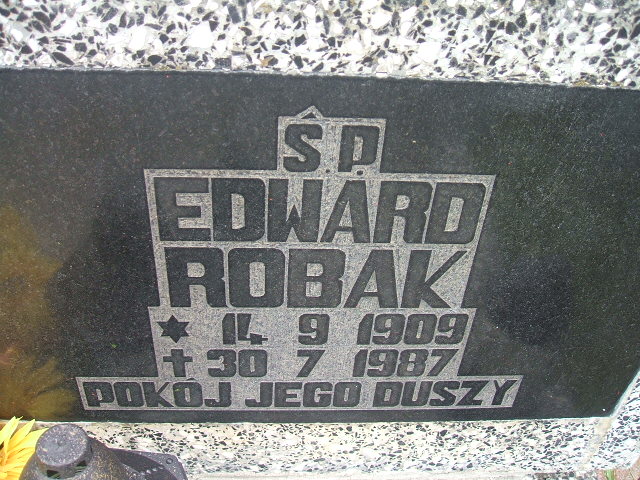 Ś.P.
EDWARD
ROBAK
✶ 14 9 1909
✝ 30 7 1987
POKÓJ JEGO DUSZY